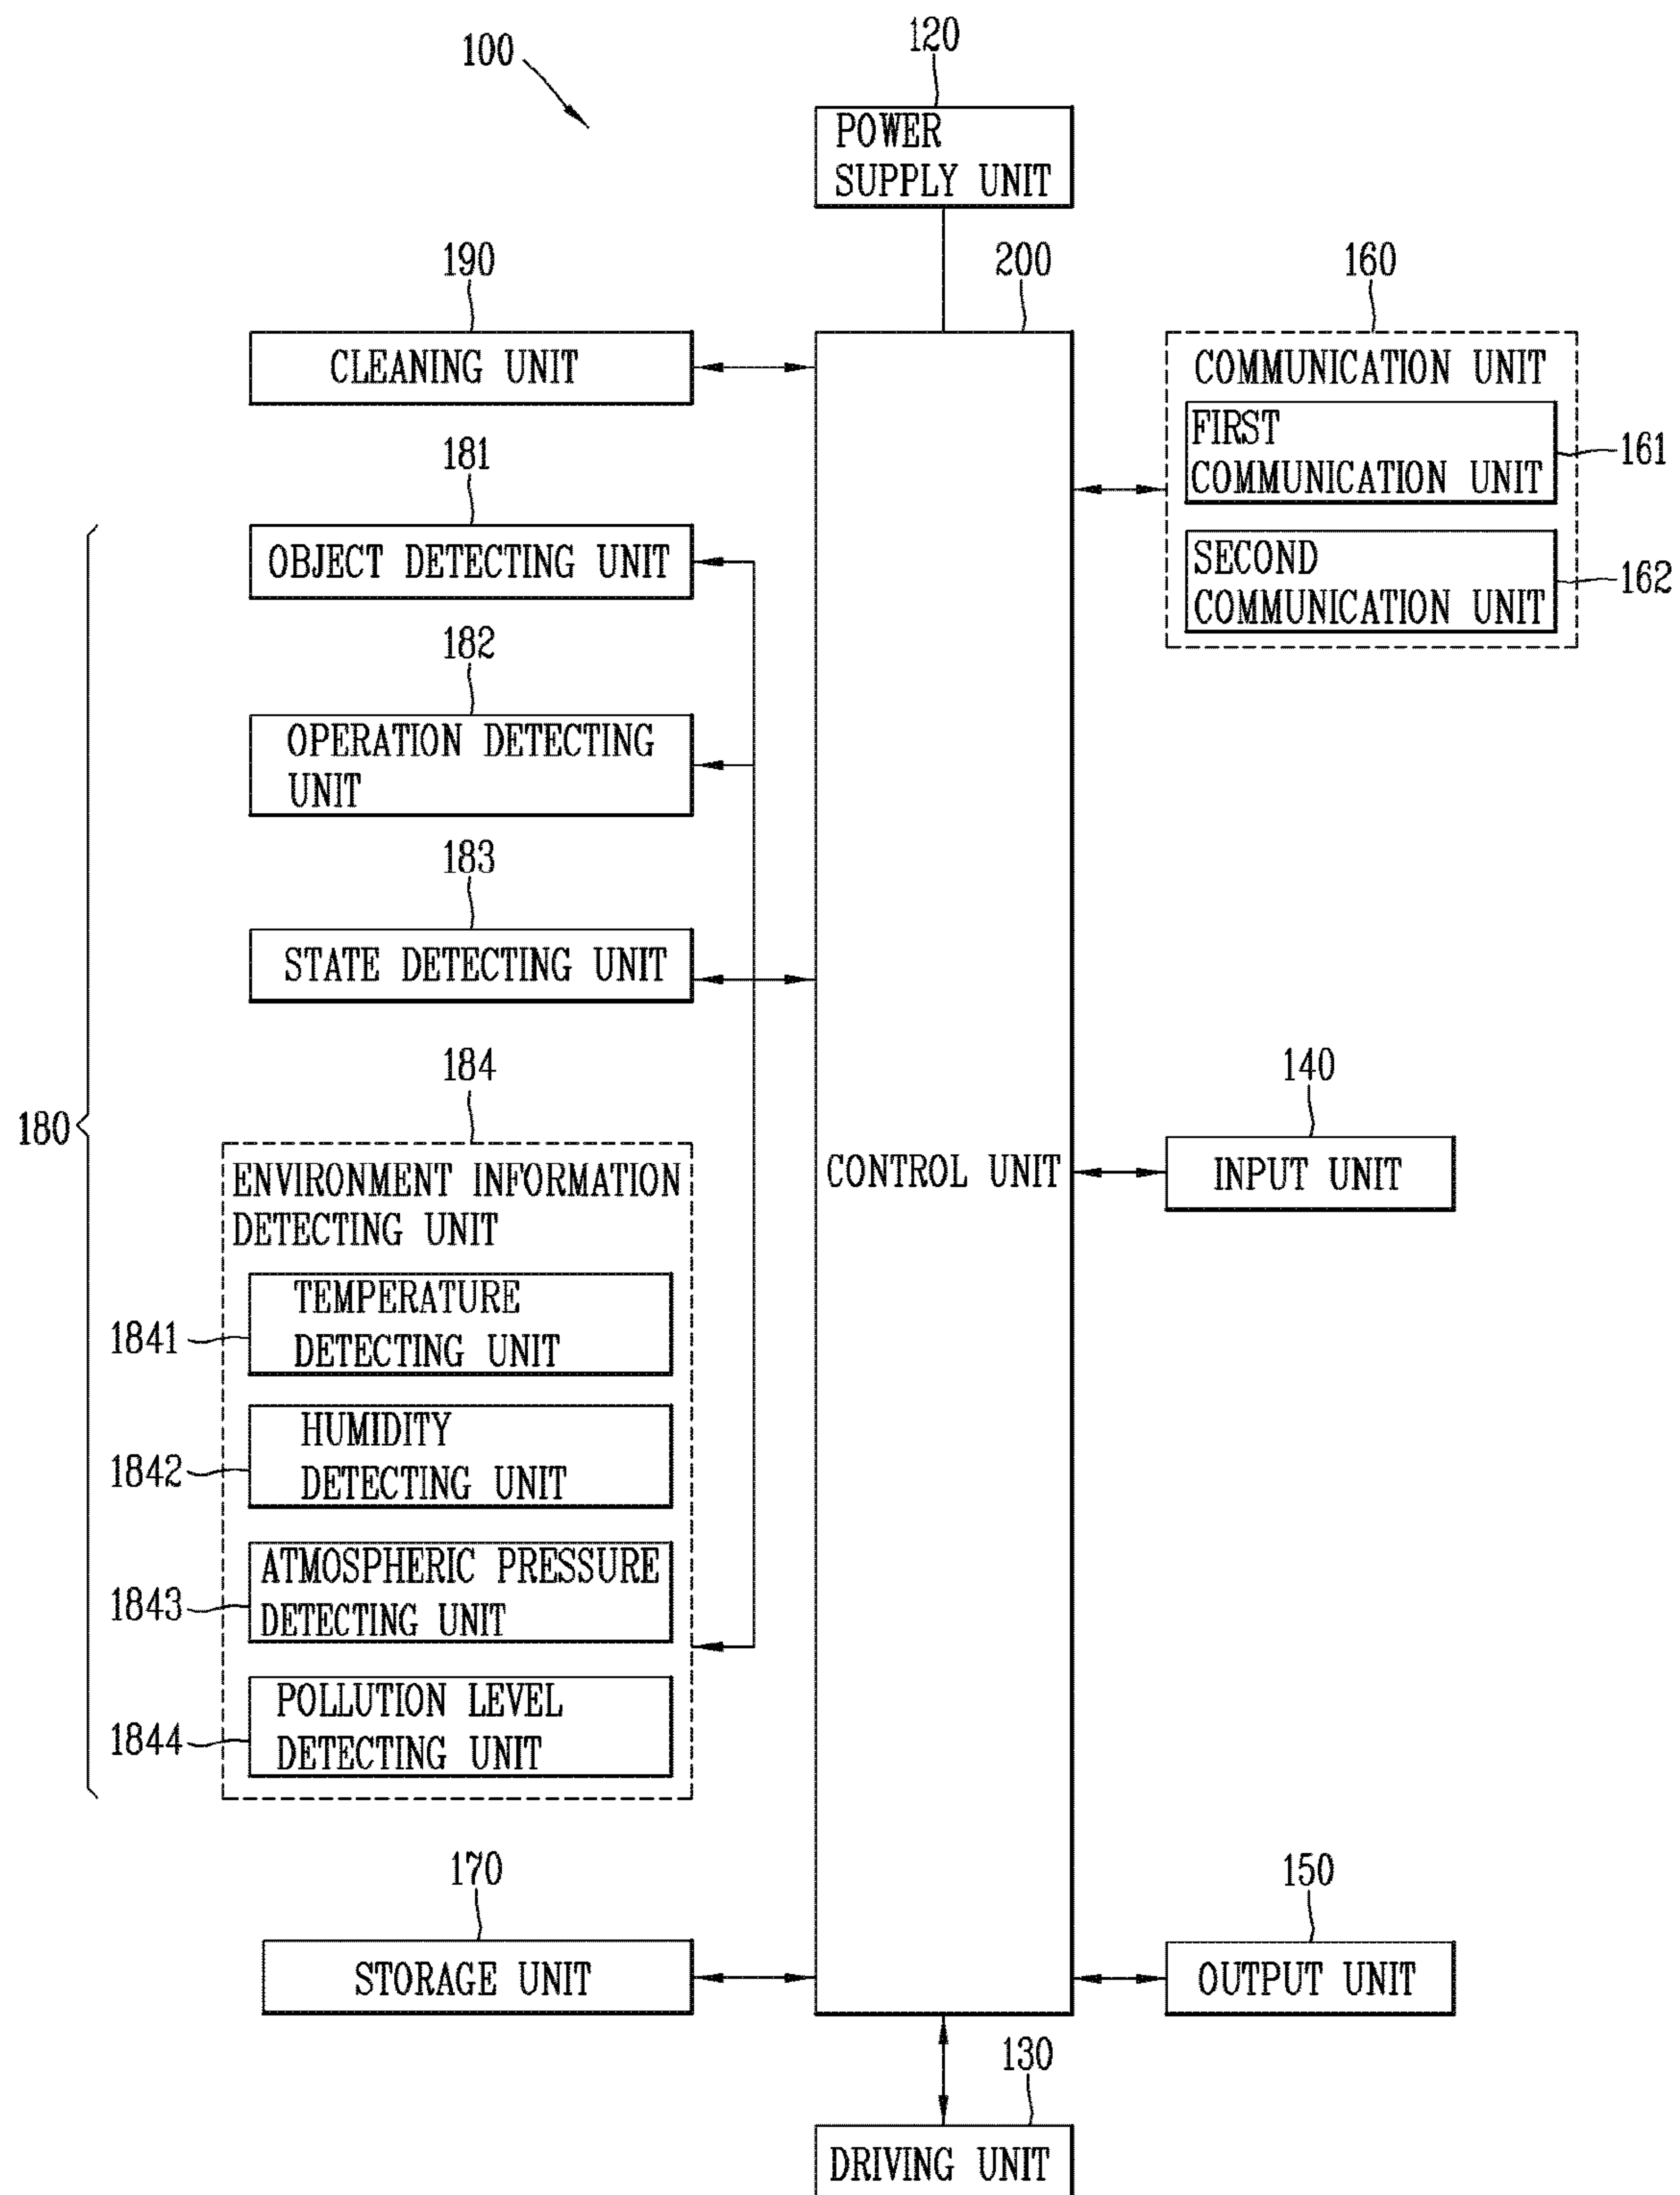 100
120
POWER
SUPPLY UNIT
190
200
160
CLEANING UNIT
COMMUNICATION UNIT
FIRST
COMMUNICATION UNIT
161
SECOND
COMMUNICATION UNIT
162
181
OBJECT DETECTING UNIT
182
OPERATION DETECTING
UNIT
183
STATE DETECTING UNIT
180
184
ENVIRONMENT INFORMATION
DETECTING UNIT
1841
TEMPERATURE
DETECTING UNIT
1842
HUMIDITY
DETECTING UNIT
1843
ATMOSPHERIC PRESSURE
DETECTING UNIT
1844
POLLUTION LEVEL
DETECTING UNIT
CONTROL UNIT
140
INPUT UNIT
170
STORAGE UNIT
150
OUTPUT UNIT
130
DRIVING UNIT